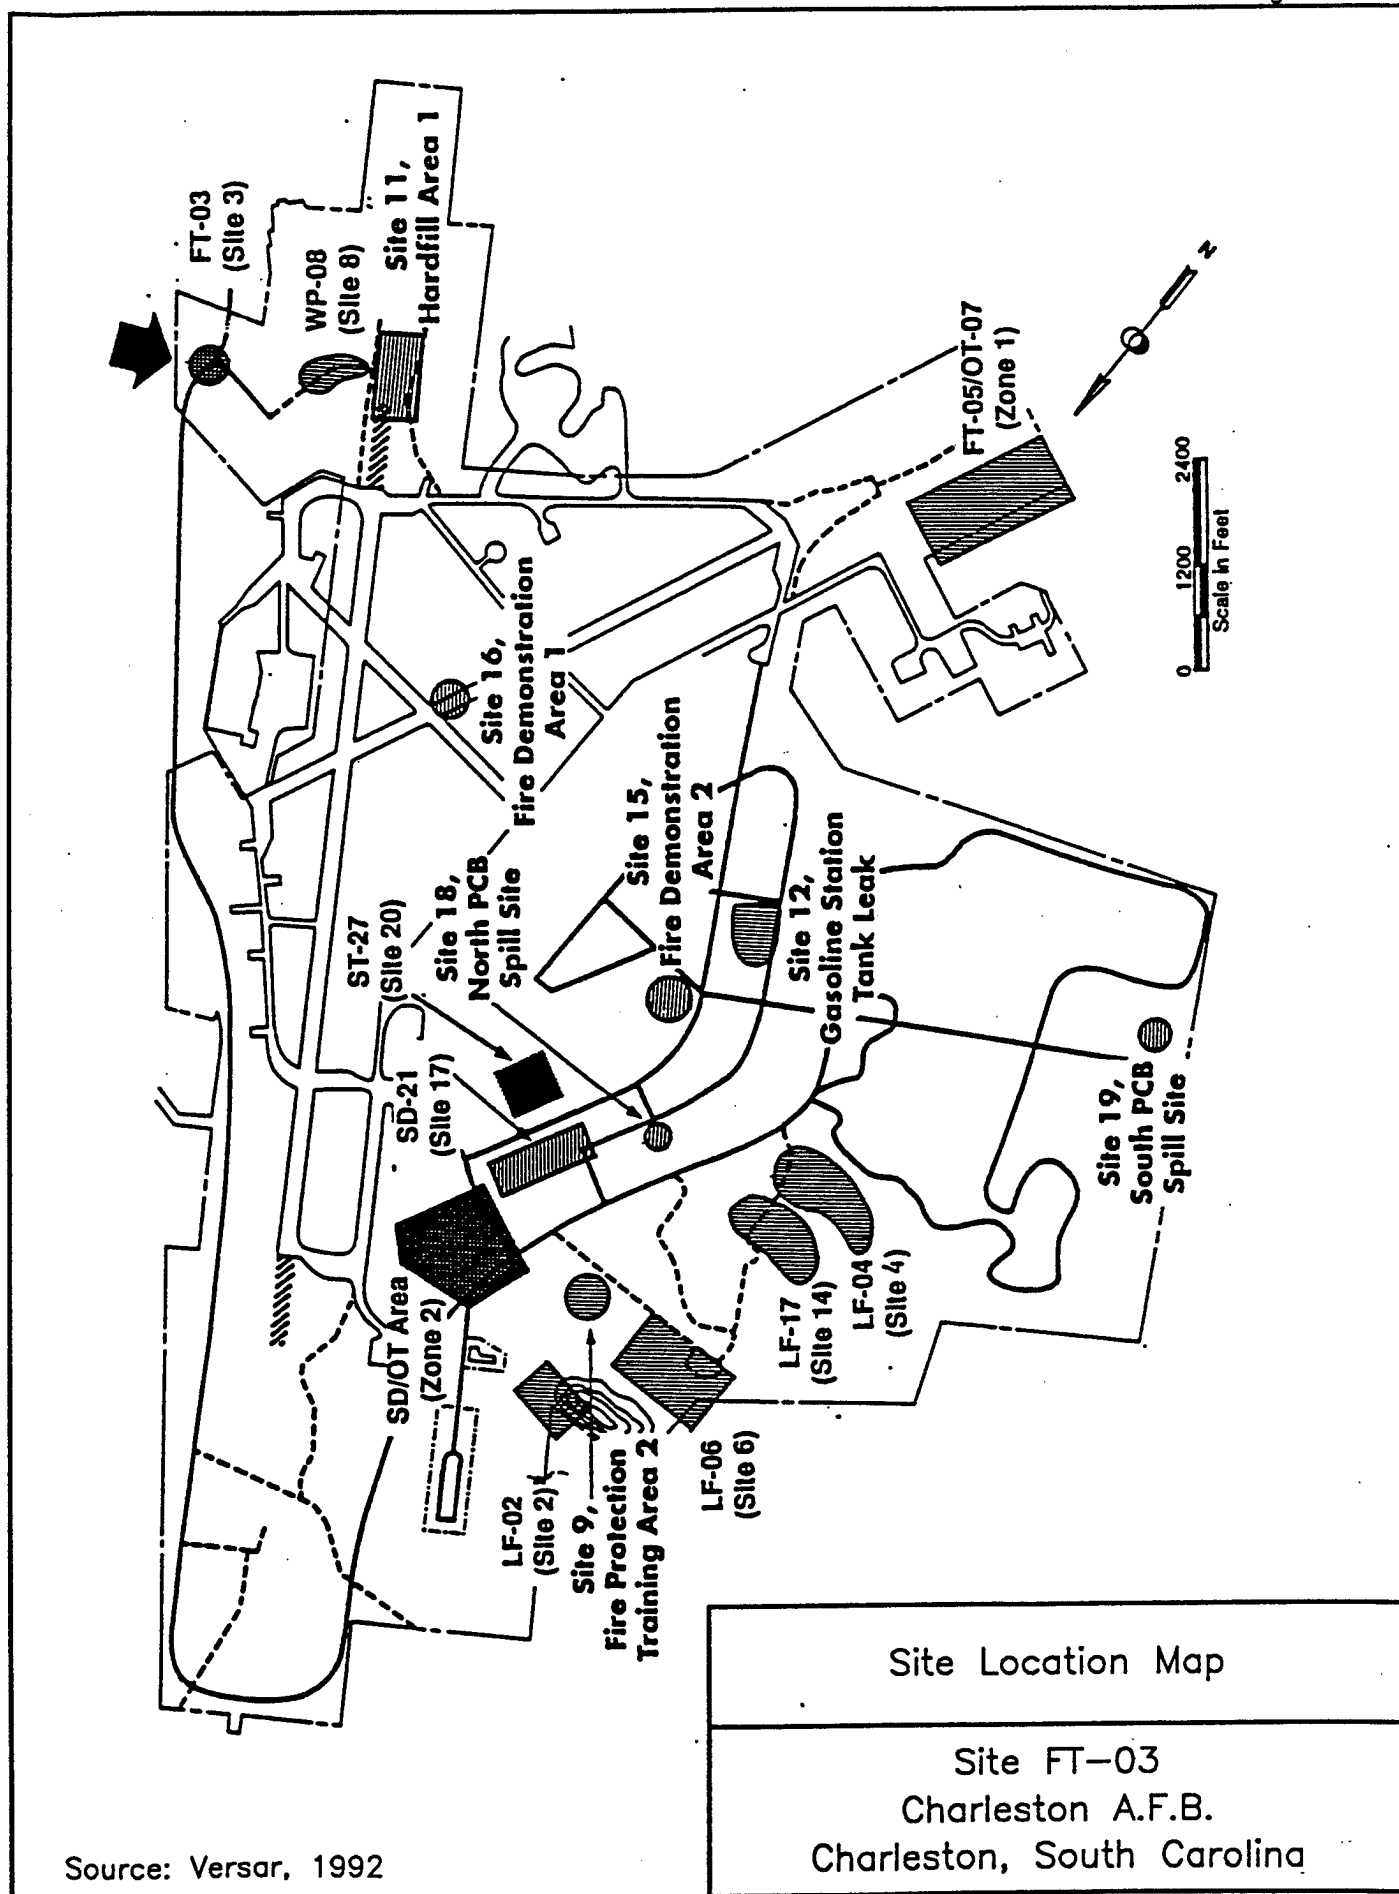 FT-03
(Site 3)
WP-08
(Site 8)
Site 11,
Hardfill Area 1
N
FT-05/OT-07
(Zone 1)
0 1200 2400
Scale in Feet
Site 16,
Fire Demonstration
Area 1
Site 15,
Fire Demonstration
Area 2
ST-27
(Site 20)
Site 18,
North PCB
Spill Site
Site 12,
Gasoline Station
Tank Leak
SD-21
(Site 17)
Site 19,
South PCB
Spill Site
SD/OT Area
(Zone 2)
LF-17
(Site 14)
LF-04
(Site 4)
LF-02
(Site 2)
Site 9,
Fire Protection
Training Area 2
LF-06
(Site 6)
Site Location Map
Site FT-03
Charleston A.F.B.
Charleston, South Carolina
Source: Versar, 1992